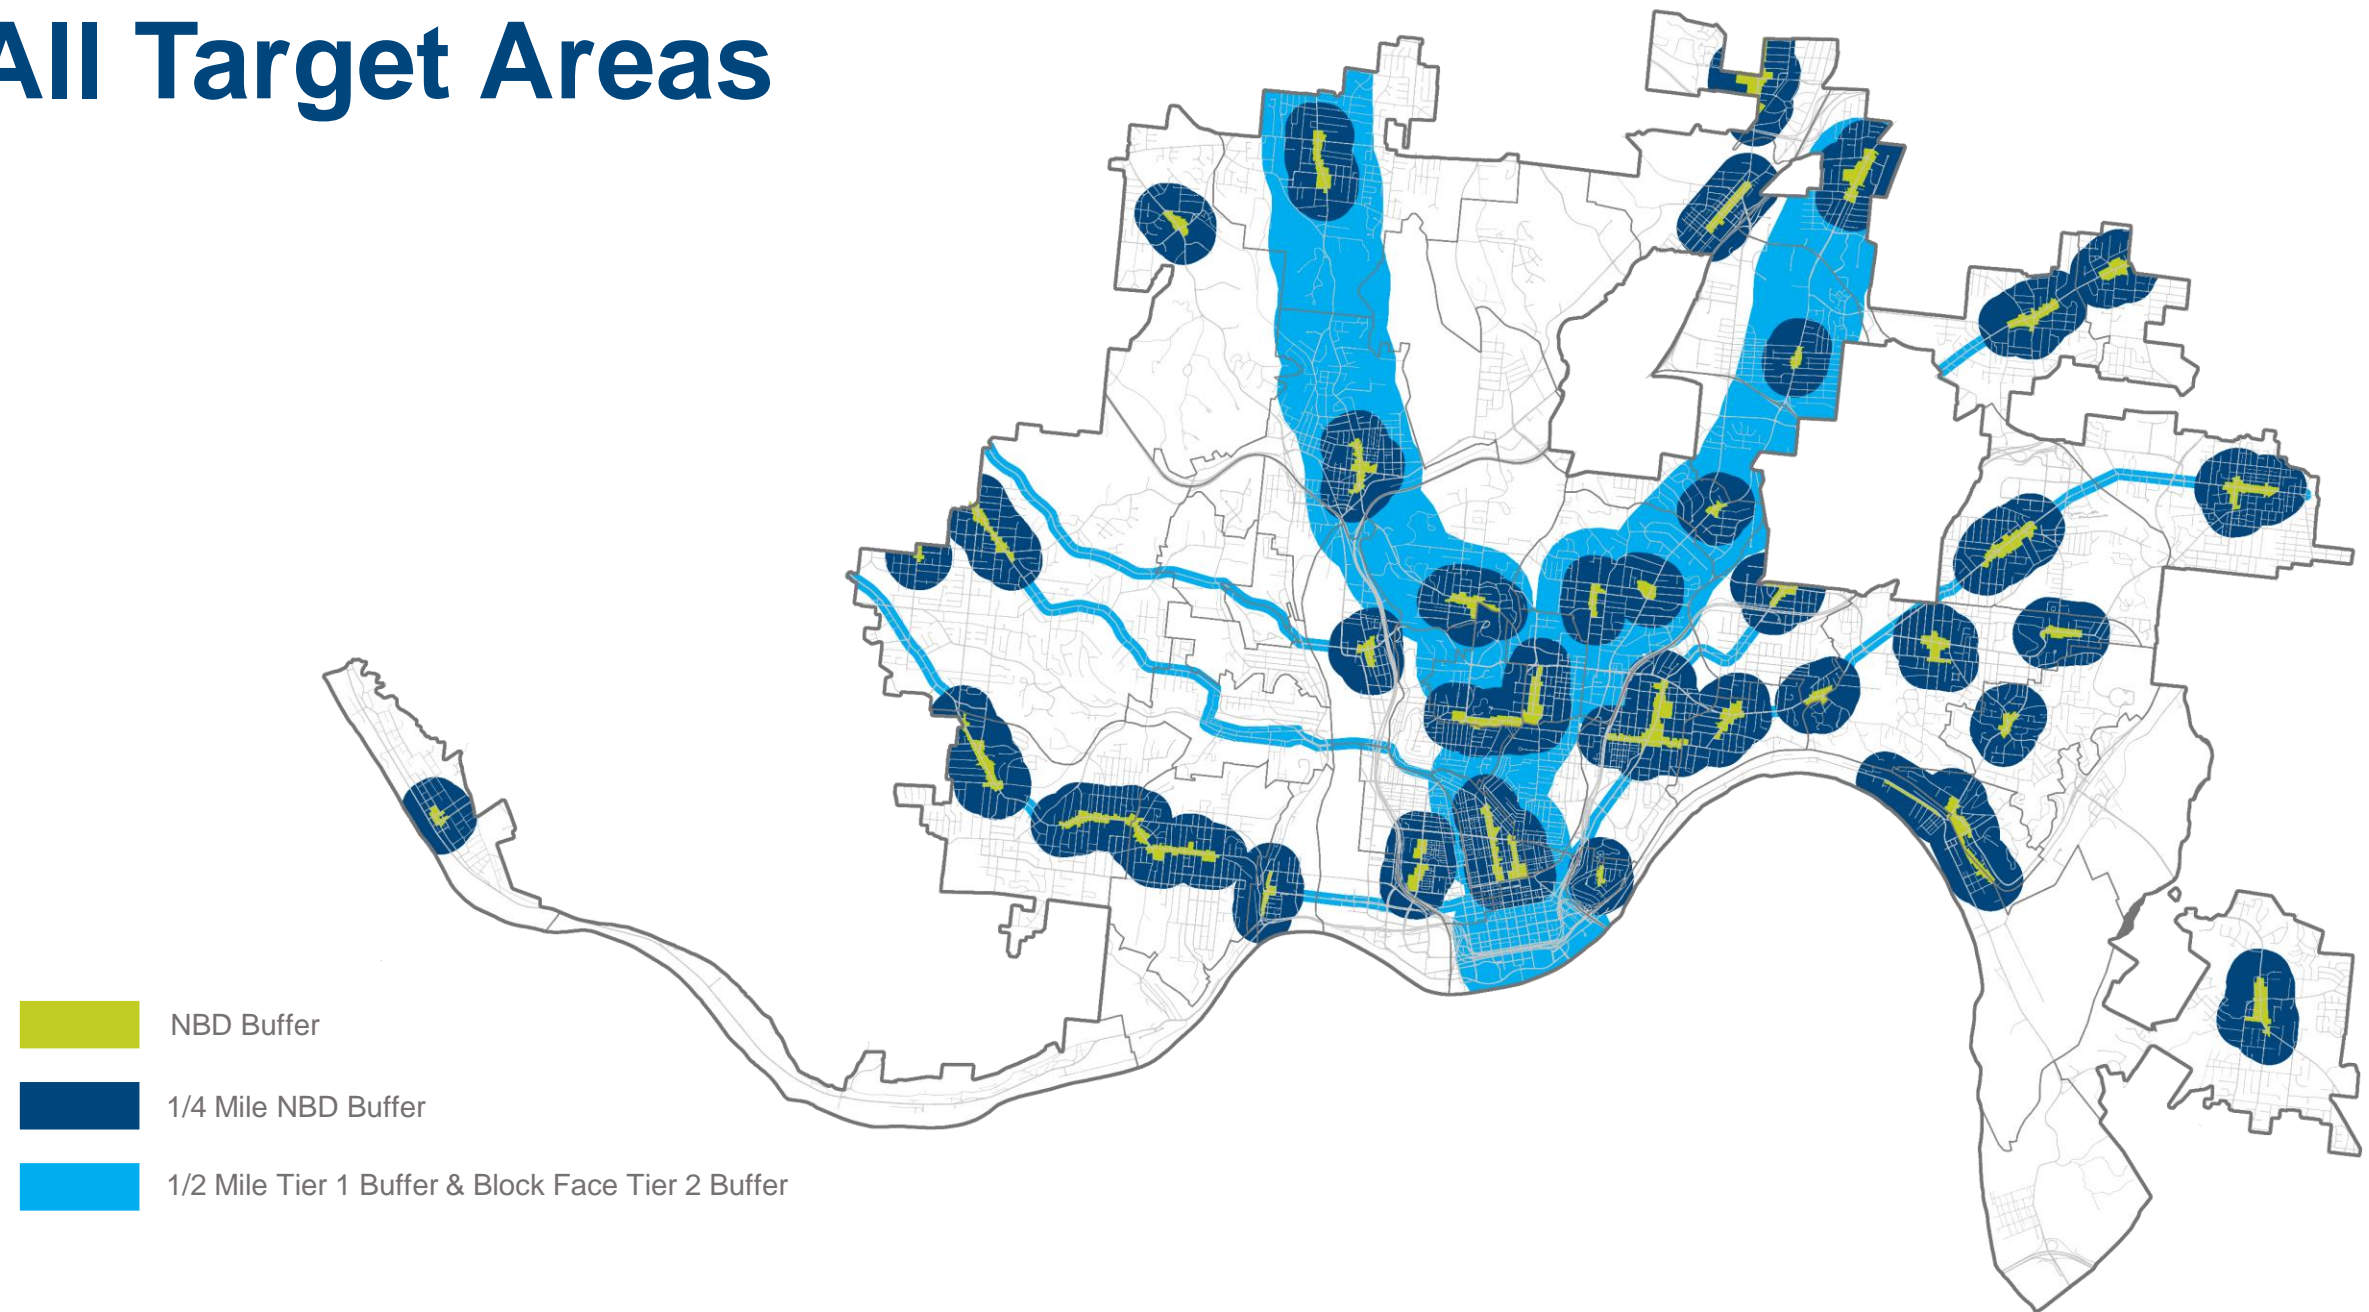 All Target Areas
NBD Buffer
1/4 Mile NBD Buffer
1/2 Mile Tier 1 Buffer & Block Face Tier 2 Buffer